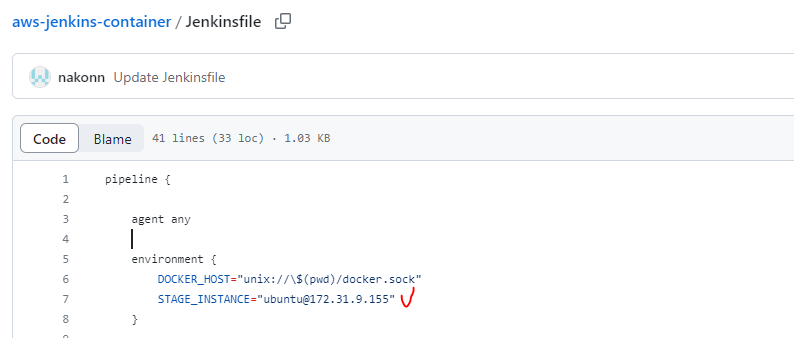 aws-jenkins-container / Jenkinsfile
nakonn Update Jenkinsfile
Code Blame 41 lines (33 loc) · 1.03 KB
1 pipeline {
2
3 agent any
4
5 environment {
6 DOCKER_HOST="unix://\$(pwd)/docker.sock"
7 STAGE_INSTANCE="ubuntu@172.31.9.155"
8 }